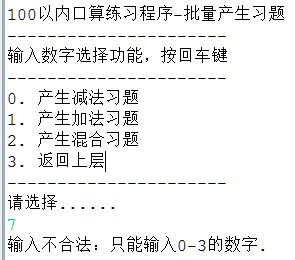 100以内口算练习程序-批量产生习题
----------------------
输入数字选择功能，按回车键
----------------------
0. 产生减法习题
1. 产生加法习题
2. 产生混合习题
3. 返回上层
----------------------
请选择......
7
输入不合法: 只能输入0-3的数字.